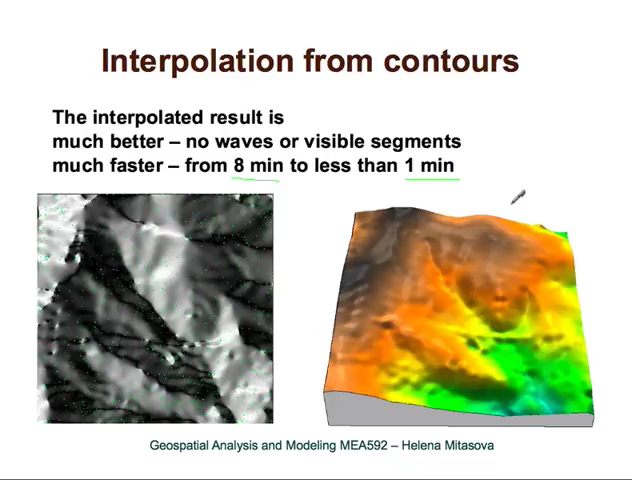 Interpolation from contours
The interpolated result is
much better – no waves or visible segments
much faster – from 8 min to less than 1 min
Geospatial Analysis and Modeling MEA592 – Helena Mitasova